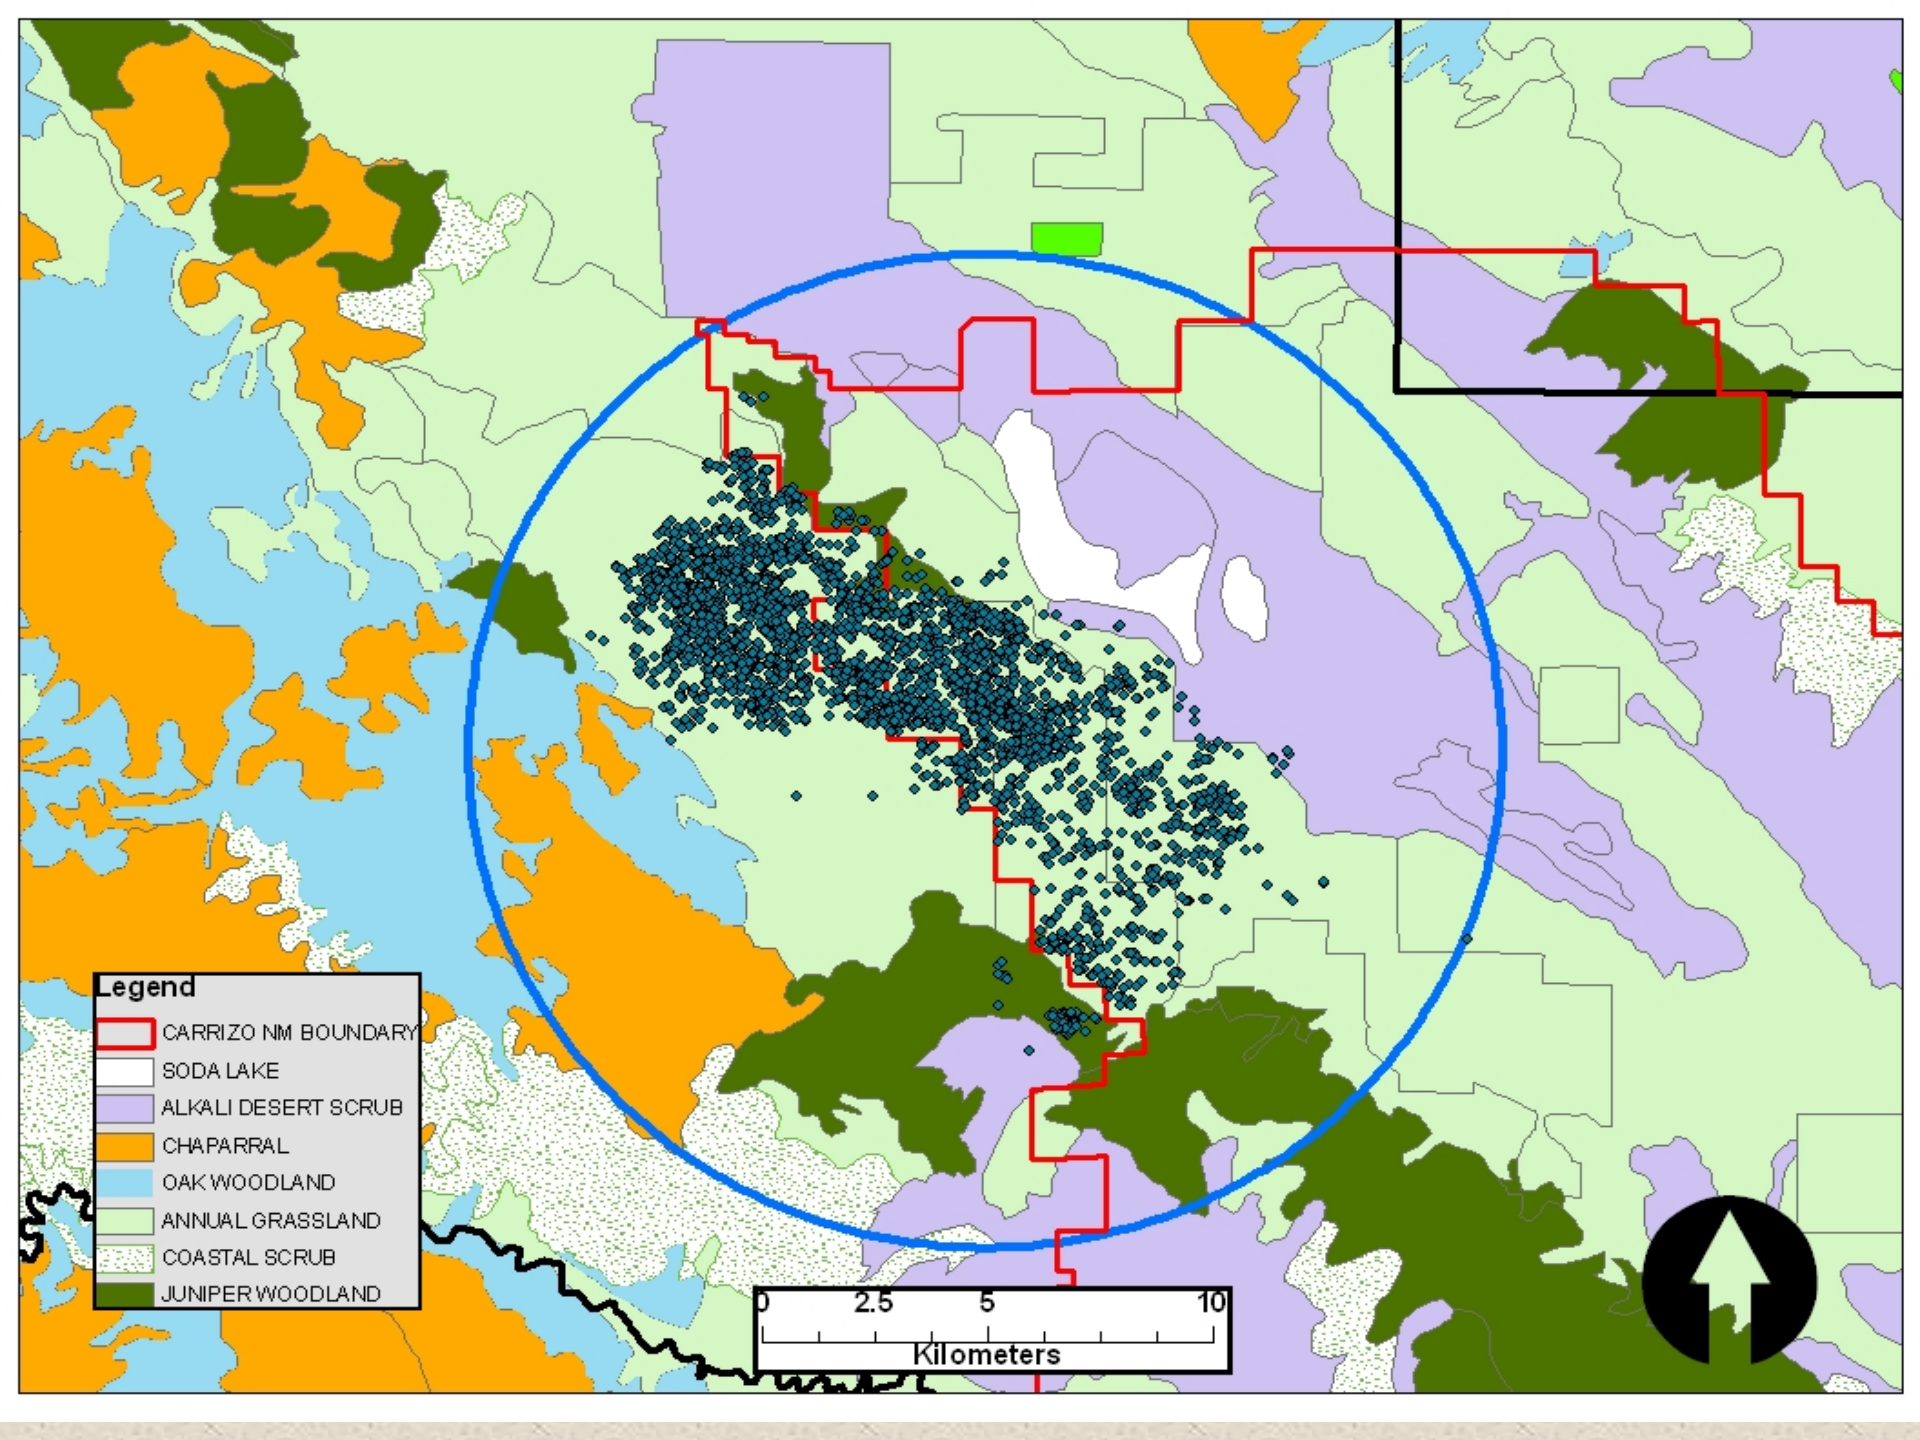 Legend
CARRIZO NM BOUNDARY
SODA LAKE
ALKALI DESERT SCRUB
CHAPARRAL
OAK WOODLAND
ANNUAL GRASSLAND
COASTAL SCRUB
JUNIPER WOODLAND
0 2.5 5 10
Kilometers